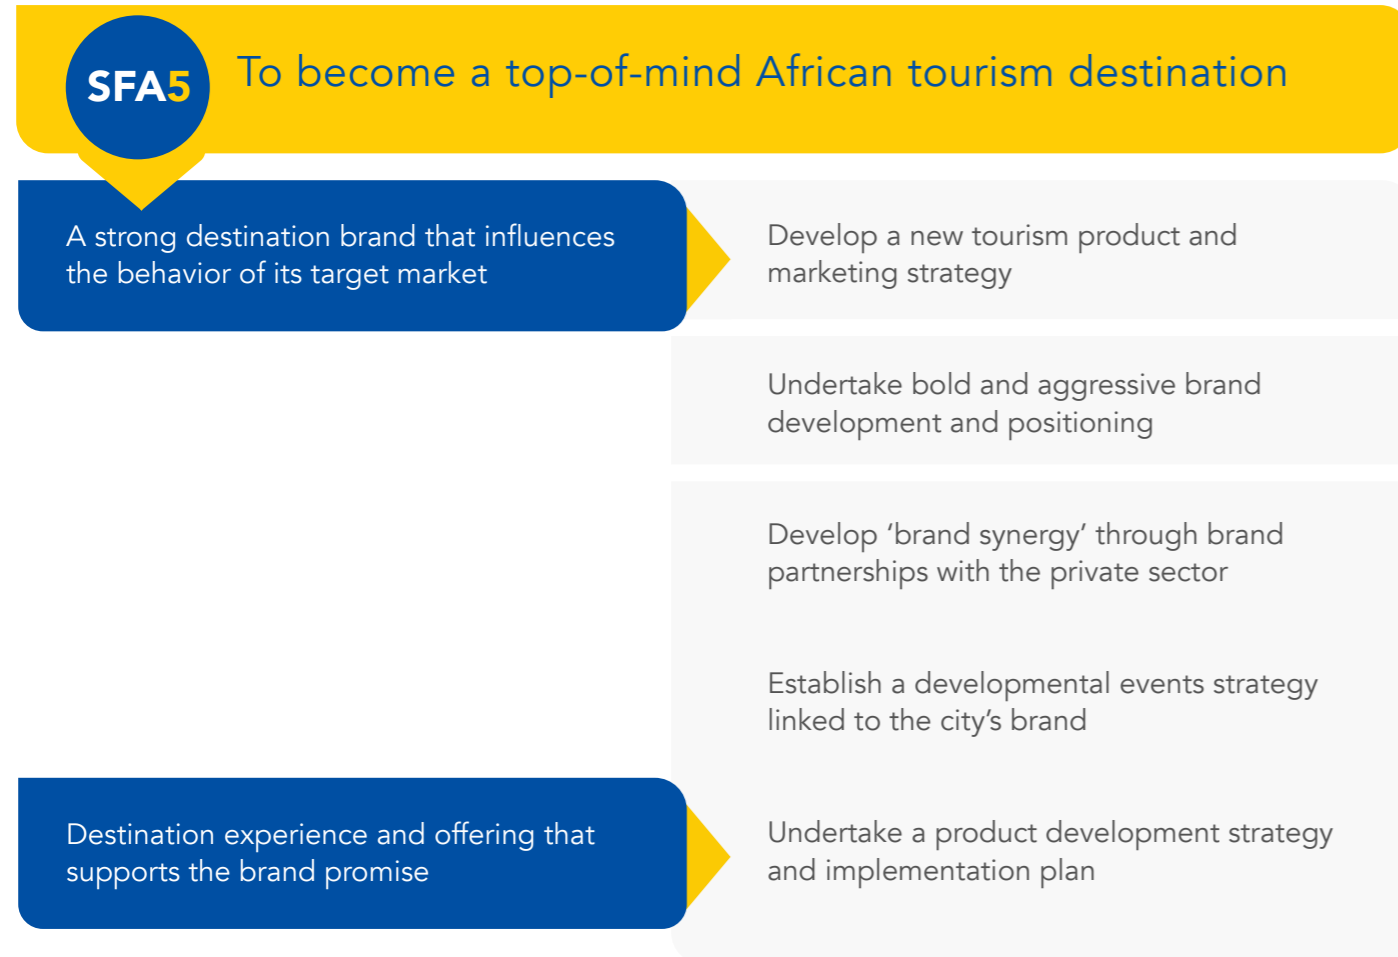 SFA5
To become a top-of-mind African tourism destination
A strong destination brand that influences
the behavior of its target market
Develop a new tourism product and
marketing strategy
Undertake bold and aggressive brand
development and positioning
Develop ‘brand synergy’ through brand
partnerships with the private sector
Establish a developmental events strategy
linked to the city’s brand
Destination experience and offering that
supports the brand promise
Undertake a product development strategy
and implementation plan